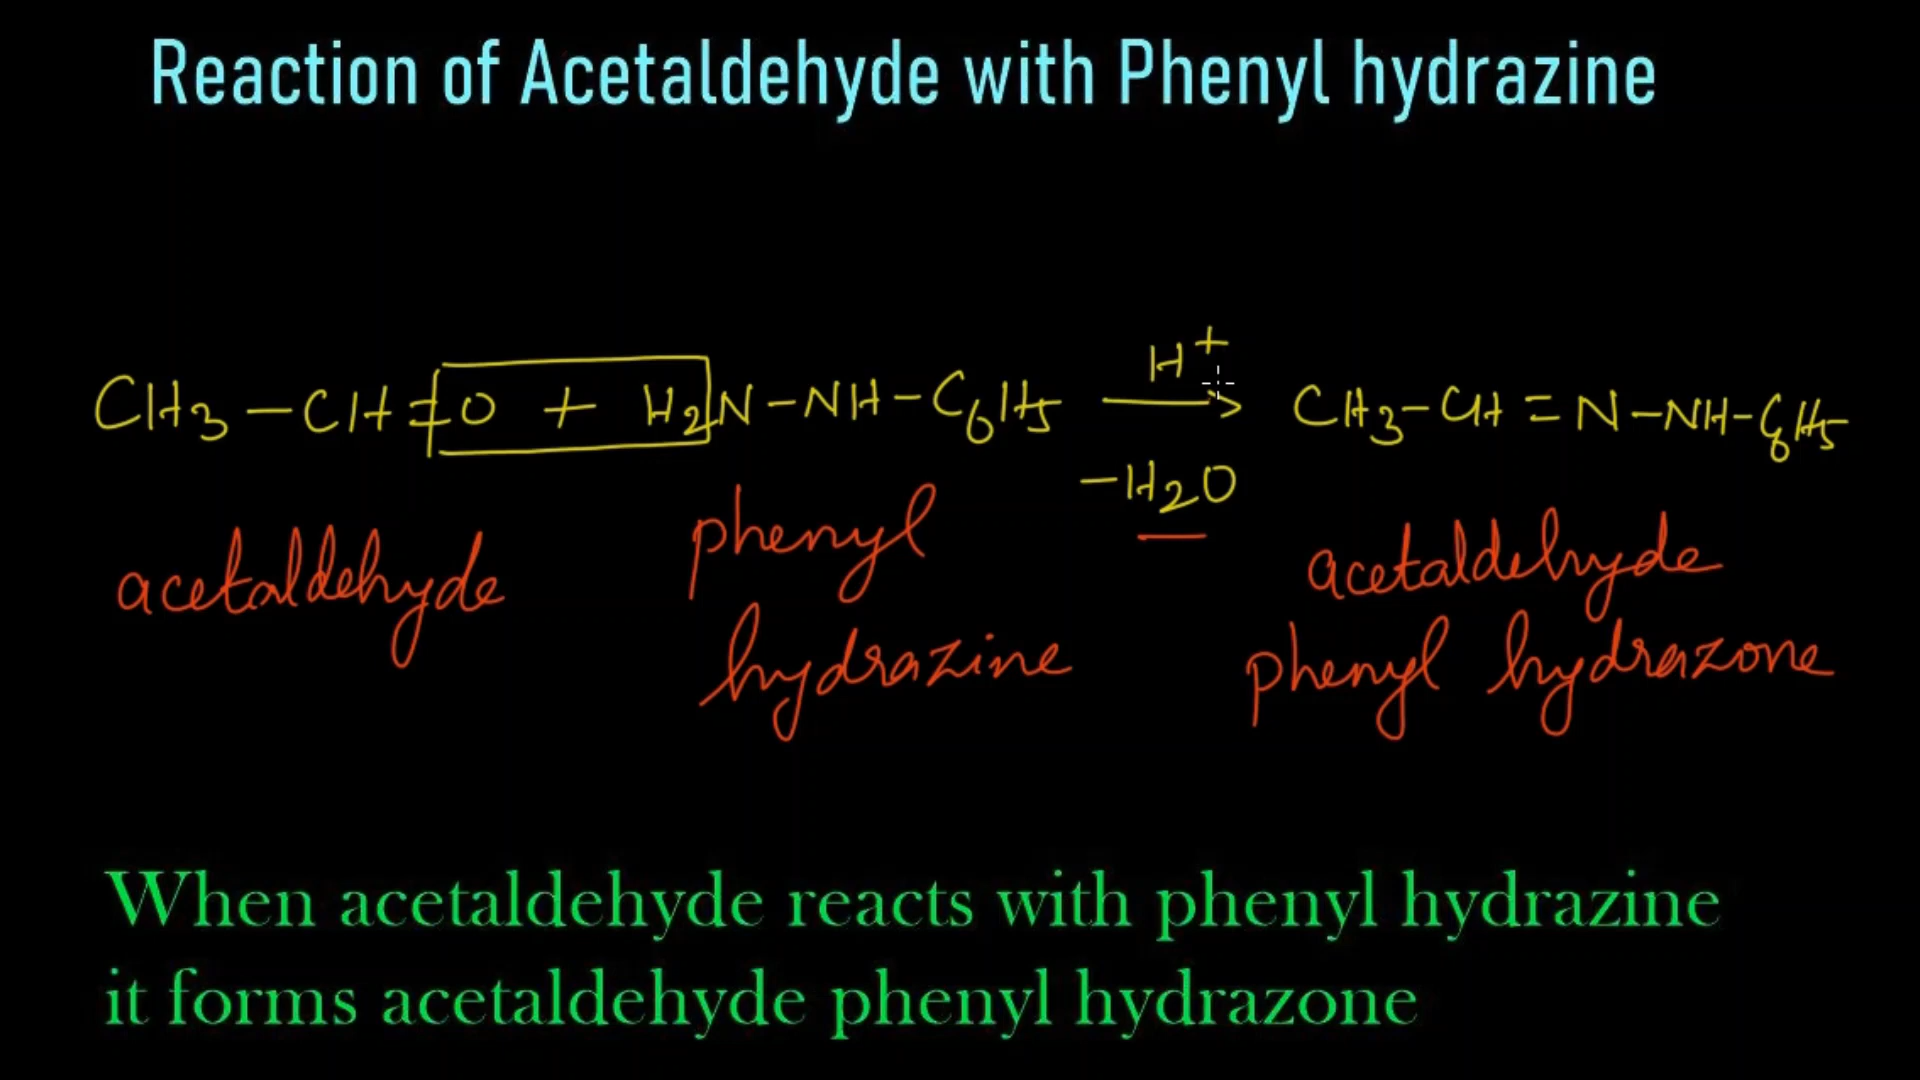 Reaction of Acetaldehyde with Phenyl hydrazine
CH3-CH=O + H2N-NH-C6H5 → CH3-CH=N-NH-C6H5
H+
-H2O
acetaldehyde
phenyl
hydrazine
acetaldehyde
phenyl hydrazone
When acetaldehyde reacts with phenyl hydrazine
it forms acetaldehyde phenyl hydrazone